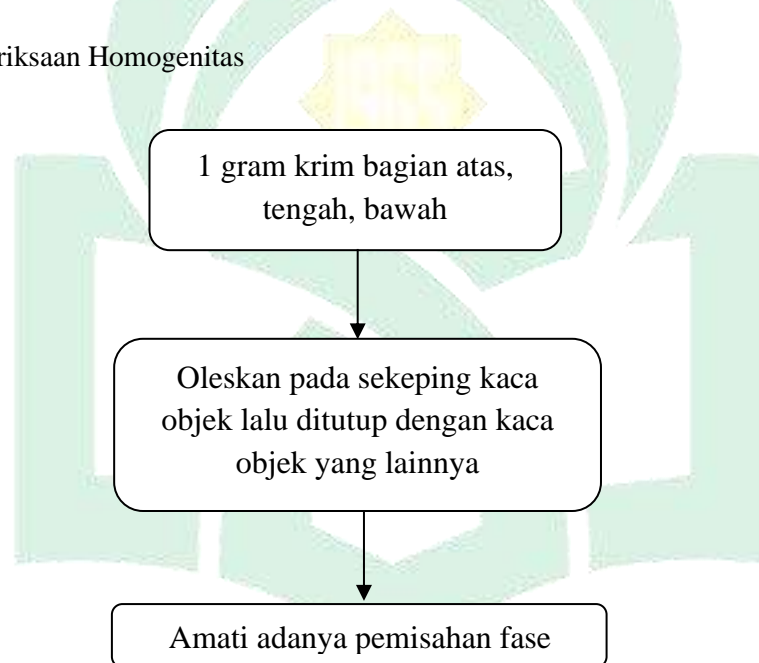 riksaan Homogenitas
1 gram krim bagian atas,
tengah, bawah
Oleskan pada sekeping kaca
objek lalu ditutup dengan kaca
objek yang lainnya
Amati adanya pemisahan fase